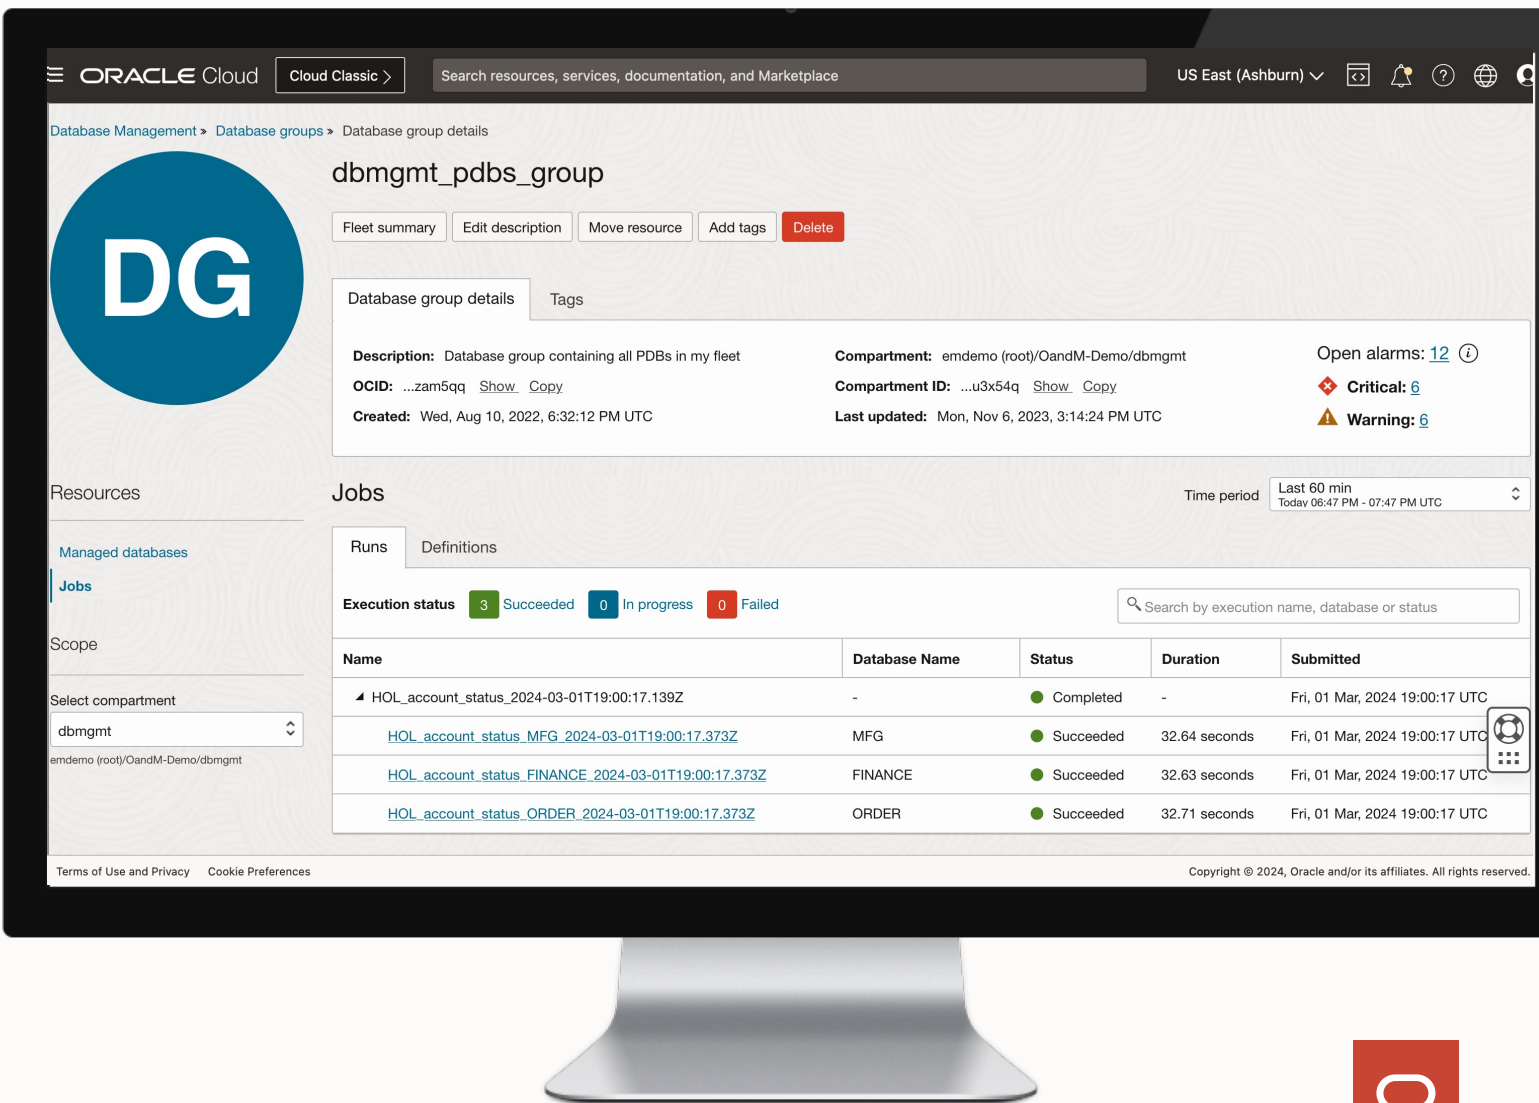 ORACLE Cloud Cloud Classic > Search resources, services, documentation, and Marketplace US East (Ashburn)
Database Management » Database groups » Database group details
DG
dbmgmt_pdbs_group
Fleet summary Edit description Move resource Add tags Delete
Database group details Tags
Description: Database group containing all PDBs in my fleet Compartment: emdemo (root)/OandM-Demo/dbmgmt Open alarms: 12
OCID: ...zam5qq Show Copy Compartment ID: ...u3x54q Show Copy Critical: 6
Created: Wed, Aug 10, 2022, 6:32:12 PM UTC Last updated: Mon, Nov 6, 2023, 3:14:24 PM UTC Warning: 6
Resources
Managed databases
Jobs
Scope
Select compartment
dbmgmt
emdemo (root)/OandM-Demo/dbmgmt
Jobs Time period Last 60 min
Today 06:47 PM - 07:47 PM UTC
Runs Definitions
Execution status 3 Succeeded 0 In progress 0 Failed Search by execution name, database or status
Name Database Name Status Duration Submitted
HOL_account_status_2024-03-01T19:00:17.139Z - Completed - Fri, 01 Mar, 2024 19:00:17 UTC
HOL_account_status_MFG_2024-03-01T19:00:17.373Z MFG Succeeded 32.64 seconds Fri, 01 Mar, 2024 19:00:17 UTC
HOL_account_status_FINANCE_2024-03-01T19:00:17.373Z FINANCE Succeeded 32.63 seconds Fri, 01 Mar, 2024 19:00:17 UTC
HOL_account_status_ORDER_2024-03-01T19:00:17.373Z ORDER Succeeded 32.71 seconds Fri, 01 Mar, 2024 19:00:17 UTC
Terms of Use and Privacy Cookie Preferences Copyright © 2024, Oracle and/or its affiliates. All rights reserved.